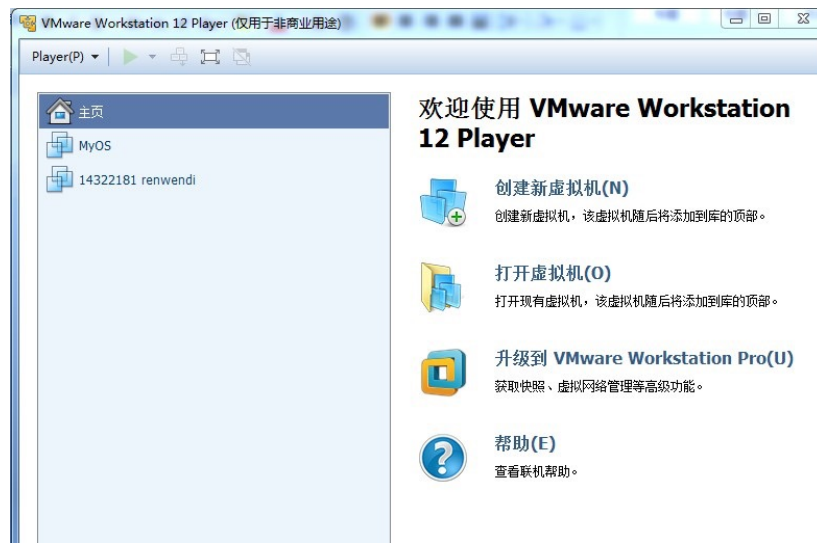 VMware Workstation 12 Player (仅用于非商业用途)
Player(P)
主页
MyOS
14322181 renwendi
欢迎使用 VMware Workstation
12 Player
创建新虚拟机(N)
创建新虚拟机，该虚拟机随后将添加到库的顶部。
打开虚拟机(O)
打开现有虚拟机，该虚拟机随后将添加到库的顶部。
升级到 VMware Workstation Pro(U)
获取快照、虚拟网络管理等高级功能。
帮助(E)
查看联机帮助。